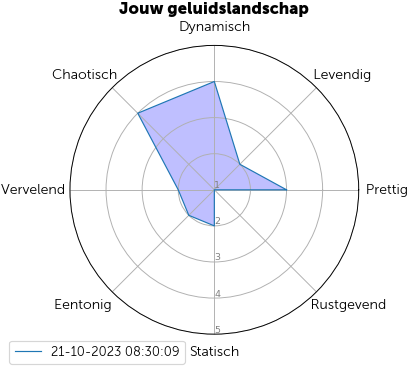 Jouw geluidslandschap
Dynamisch
Chaotisch
Levendig
Vervelend
1
Prettig
2
3
Eentonig
4
Rustgevend
5
21-10-2023 08:30:09
Statisch